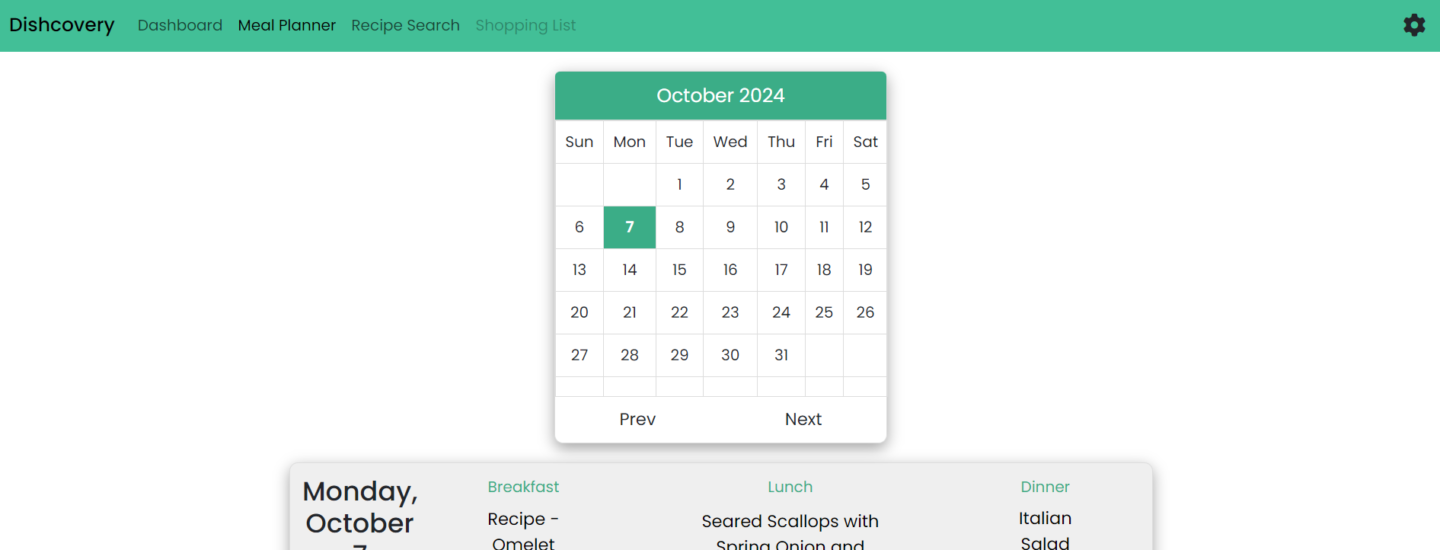 Dishcovery Dashboard Meal Planner Recipe Search Shopping List
October 2024
Sun Mon Tue Wed Thu Fri Sat
1 2 3 4 5
6 7 8 9 10 11 12
13 14 15 16 17 18 19
20 21 22 23 24 25 26
27 28 29 30 31
Prev Next
Monday,
October
7
Breakfast
Recipe -
Omelet
Lunch
Seared Scallops with
Spring Onion and
Dinner
Italian
Salad